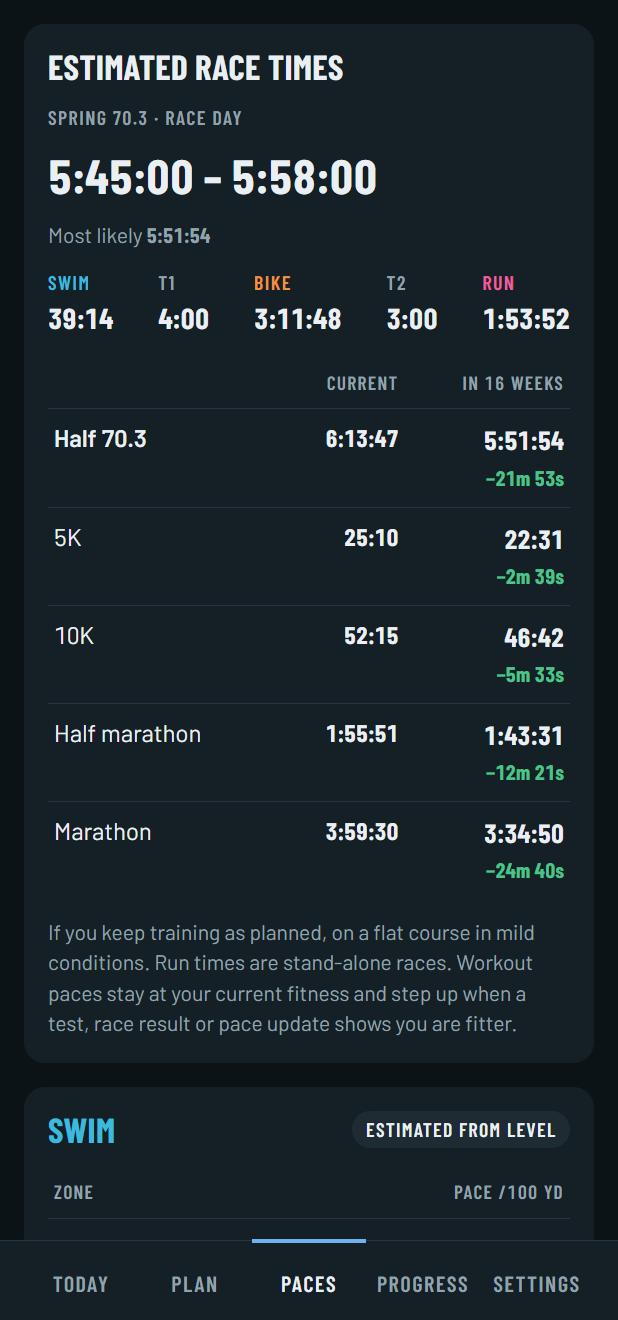 ESTIMATED RACE TIMES
SPRING 70.3 · RACE DAY
5:45:00 – 5:58:00
Most likely 5:51:54
SWIM T1 BIKE T2 RUN
39:14 4:00 3:11:48 3:00 1:53:52
CURRENT IN 16 WEEKS
Half 70.3 6:13:47 5:51:54
−21m 53s
5K 25:10 22:31
−2m 39s
10K 52:15 46:42
−5m 33s
Half marathon 1:55:51 1:43:31
−12m 21s
Marathon 3:59:30 3:34:50
−24m 40s
If you keep training as planned, on a flat course in mild
conditions. Run times are stand-alone races. Workout
paces stay at your current fitness and step up when a
test, race result or pace update shows you are fitter.
SWIM ESTIMATED FROM LEVEL
ZONE PACE /100 YD
TODAY PLAN PACES PROGRESS SETTINGS